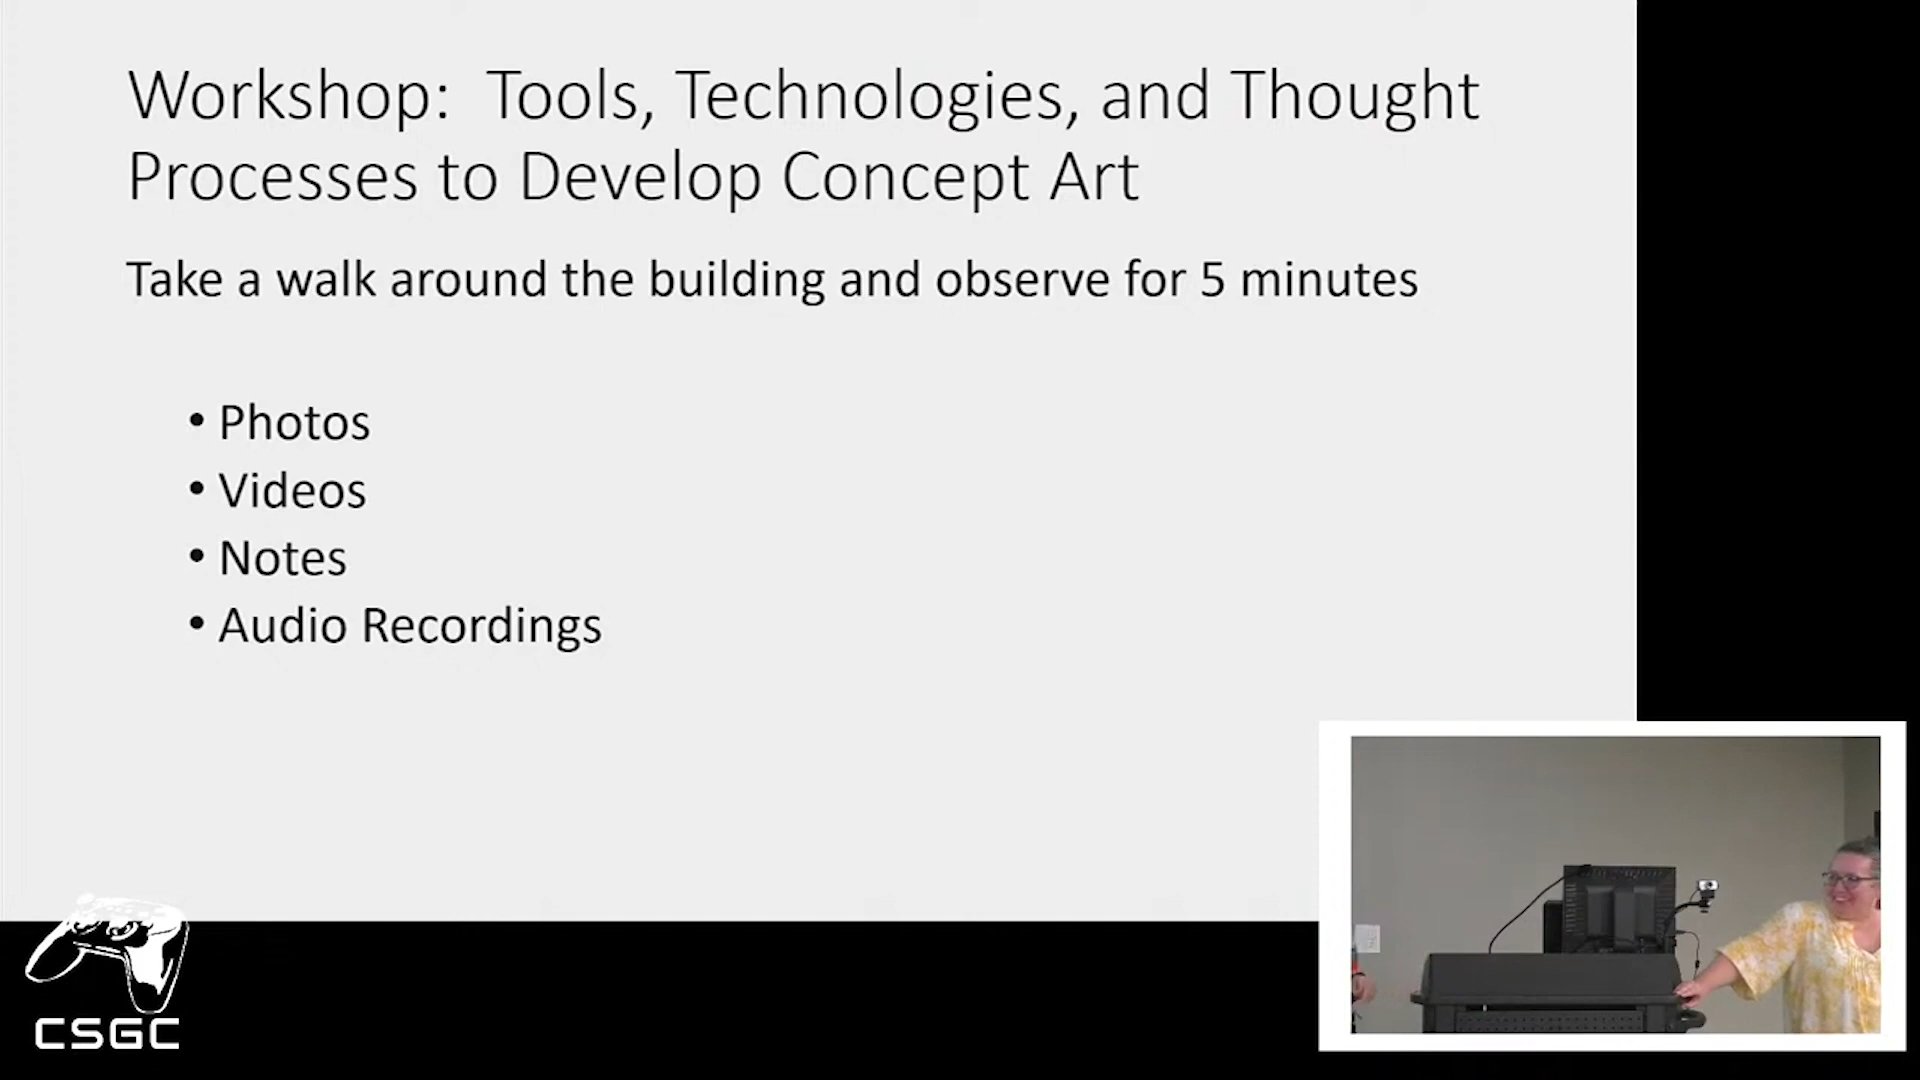 Workshop:  Tools, Technologies, and Thought
Processes to Develop Concept Art
Take a walk around the building and observe for 5 minutes
• Photos
• Videos
• Notes
• Audio Recordings
CSGC